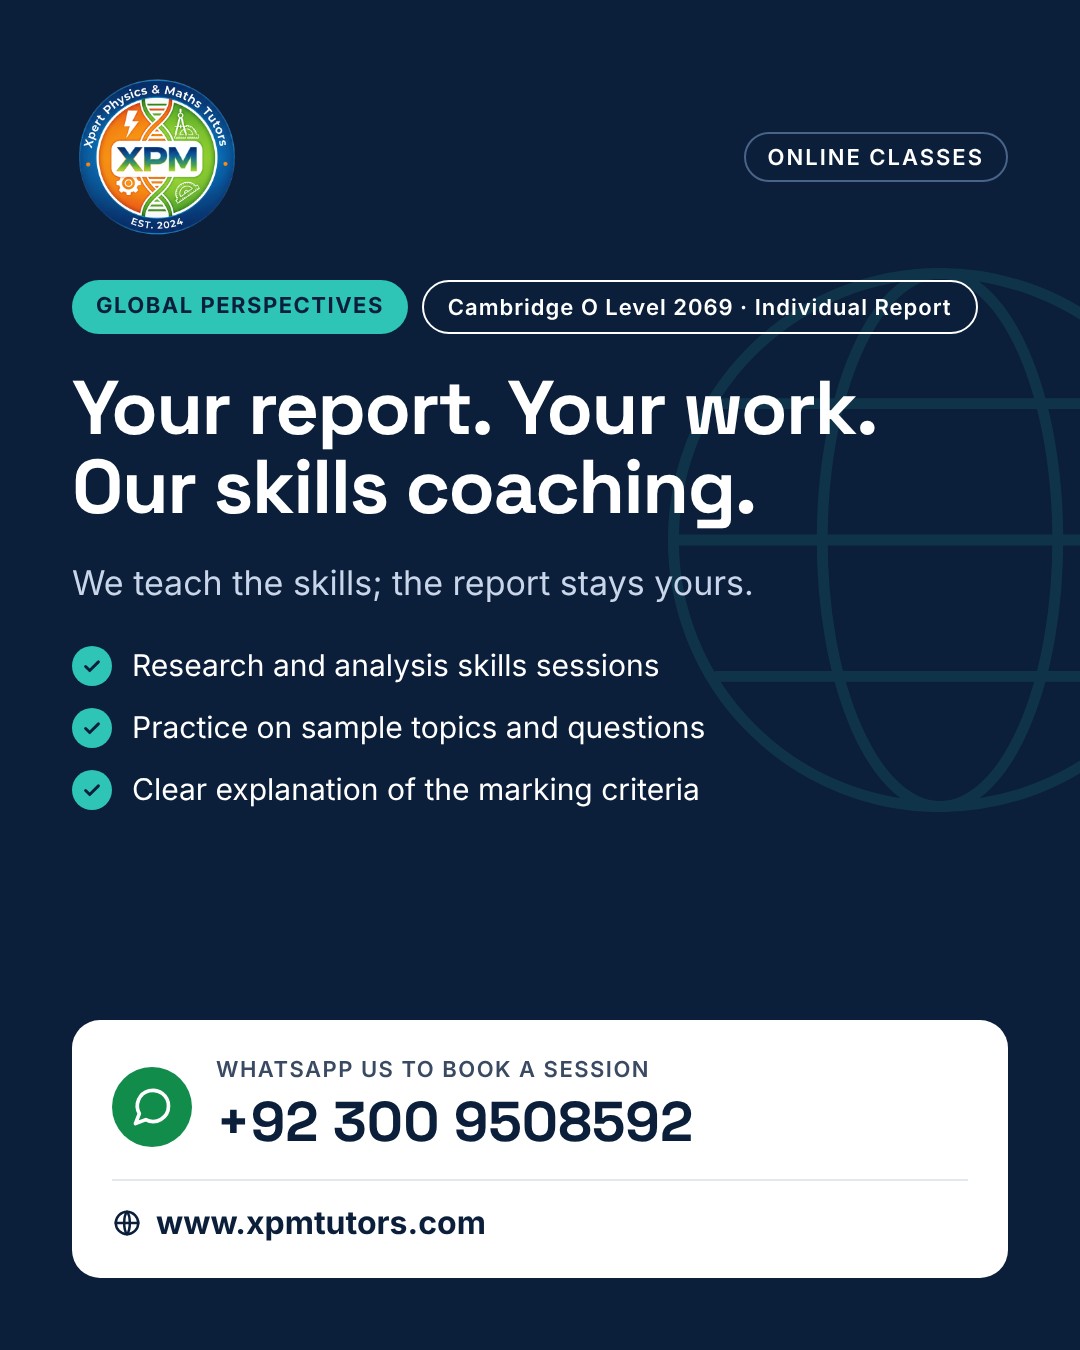 Xpert Physics & Maths Tutors
XPM
EST. 2024
ONLINE CLASSES
GLOBAL PERSPECTIVES
Cambridge O Level 2069 · Individual Report
Your report. Your work.
Our skills coaching.
We teach the skills; the report stays yours.
Research and analysis skills sessions
Practice on sample topics and questions
Clear explanation of the marking criteria
WHATSAPP US TO BOOK A SESSION
+92 300 9508592
www.xpmtutors.com